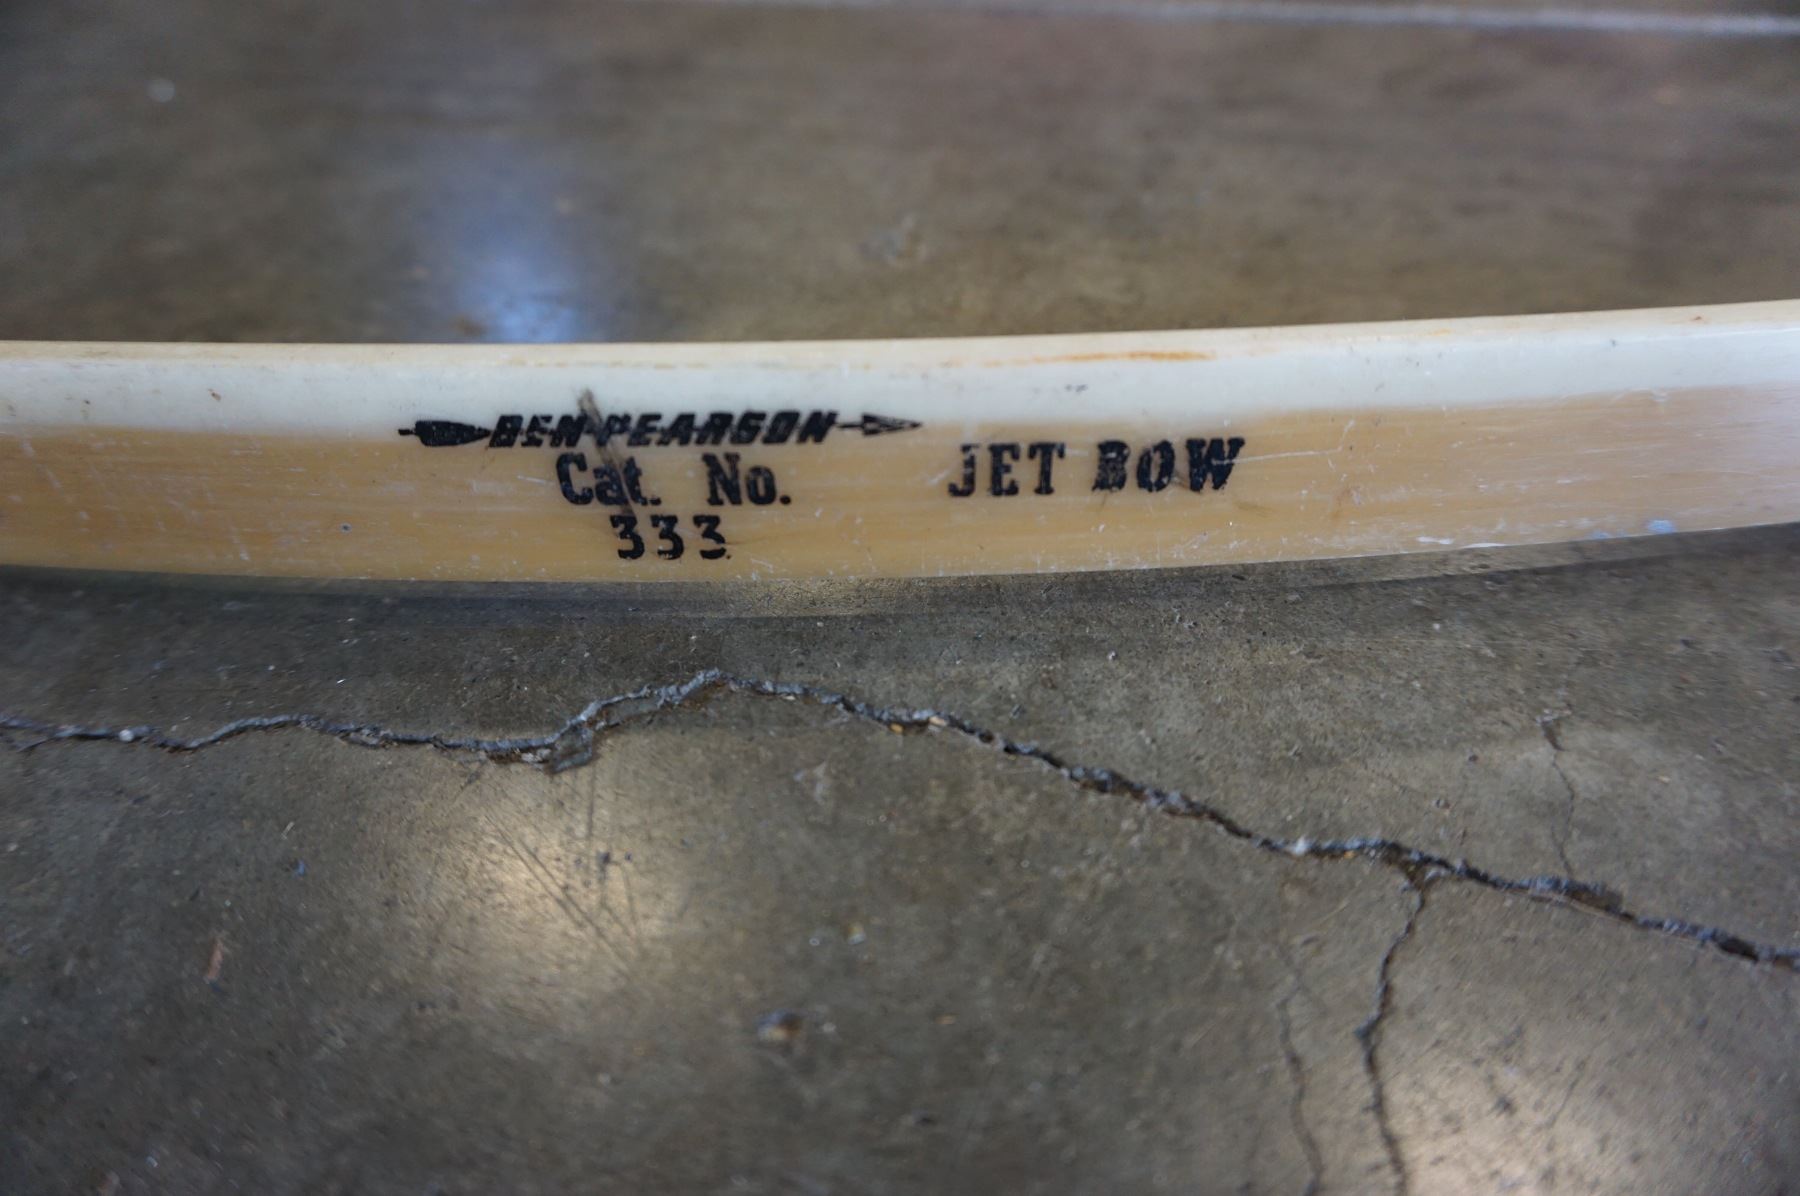 BEN PEARSON
Cat. No.
333
JET BOW